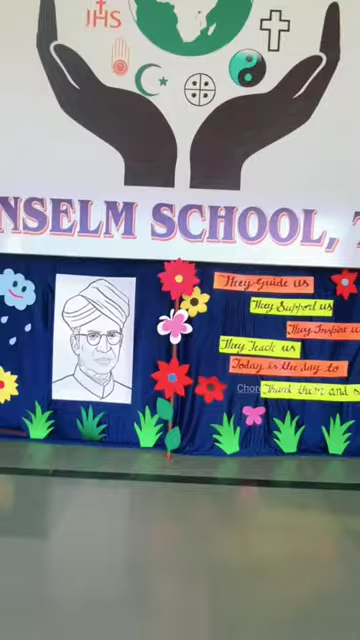 IHS
NSELM SCHOOL,
They Guide us
They Support us
They Inspire us
They Teach us
Today is the day to
Thank them and